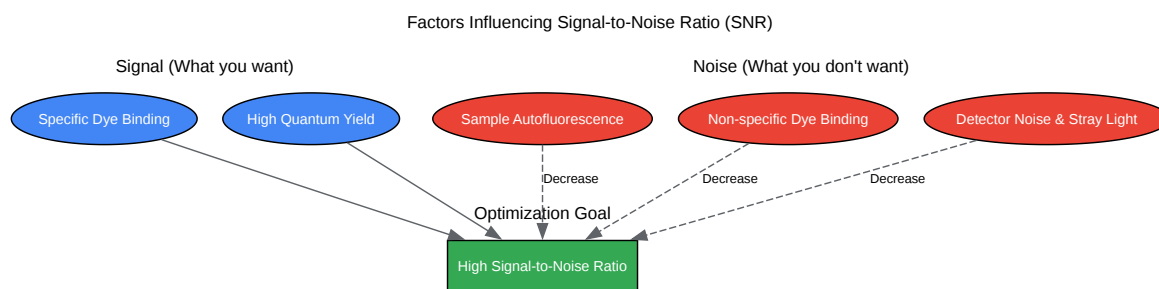 Factors Influencing Signal-to-Noise Ratio (SNR)
Signal (What you want)
Noise (What you don't want)
Specific Dye Binding
High Quantum Yield
Sample Autofluorescence
Non-specific Dye Binding
Detector Noise & Stray Light
Decrease
Decrease
Decrease
Optimization Goal
High Signal-to-Noise Ratio